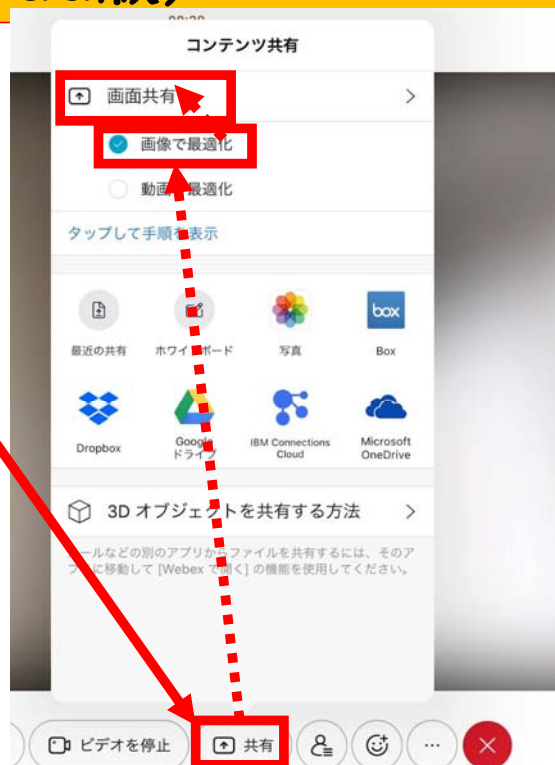 コンテンツ共有
画面共有
画像で最適化
動画 最適化
タップして手順を表示
最近の共有
ホワイトボード
写真
box
Box
Dropbox
Google
ドライブ
IBM Connections
Cloud
Microsoft
OneDrive
3D オブジェクトを共有する方法
ールなどの別のアプリからファイルを共有するには、そのア
に移動して [Webex で開く] の機能を使用してください。
ビデオを停止
共有